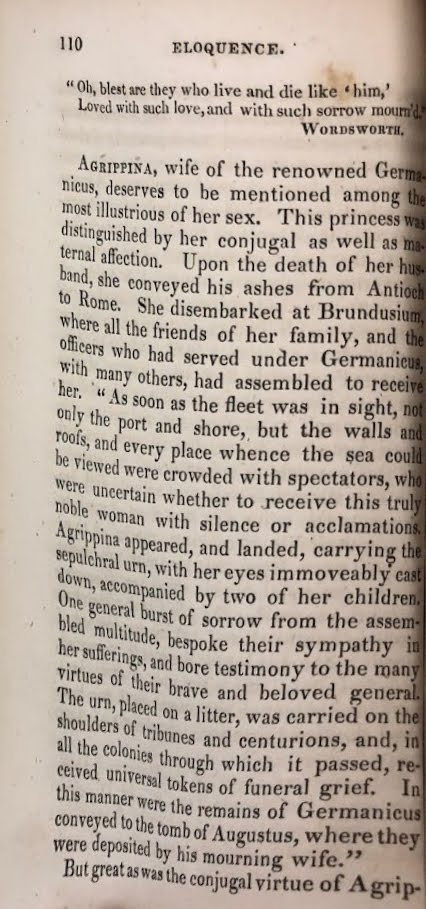 110 ELOQUENCE.
“Oh, blest are they who live and die like ‘him,’
Loved with such love, and with such sorrow mourn'd.”
WORDSWORTH.
AGRIPPINA, wife of the renowned Germa-
nicus, deserves to be mentioned among the
most illustrious of her sex. This princess was
distinguished by her conjugal as well as ma-
ternal affection. Upon the death of her hus-
band, she conveyed his ashes from Antioch
to Rome. She disembarked at Brundusium,
where all the friends of her family, and the
officers who had served under Germanicus,
with many others, had assembled to receive
her. “As soon as the fleet was in sight, not
only the port and shore, but the walls and
roofs, and every place whence the sea could
be viewed were crowded with spectators, who
were uncertain whether to receive this truly
noble woman with silence or acclamations.
Agrippina appeared, and landed, carrying the
sepulchral urn, with her eyes immoveably cast
down, accompanied by two of her children.
One general burst of sorrow from the assem-
bled multitude, bespoke their sympathy in
her sufferings, and bore testimony to the many
virtues of their brave and beloved general.
The urn, placed on a litter, was carried on the
shoulders of tribunes and centurions, and, in
all the colonies through which it passed, re-
ceived universal tokens of funeral grief. In
this manner were the remains of Germanicus
conveyed to the tomb of Augustus, where they
were deposited by his mourning wife.”
But great as was the conjugal virtue of Agrip-